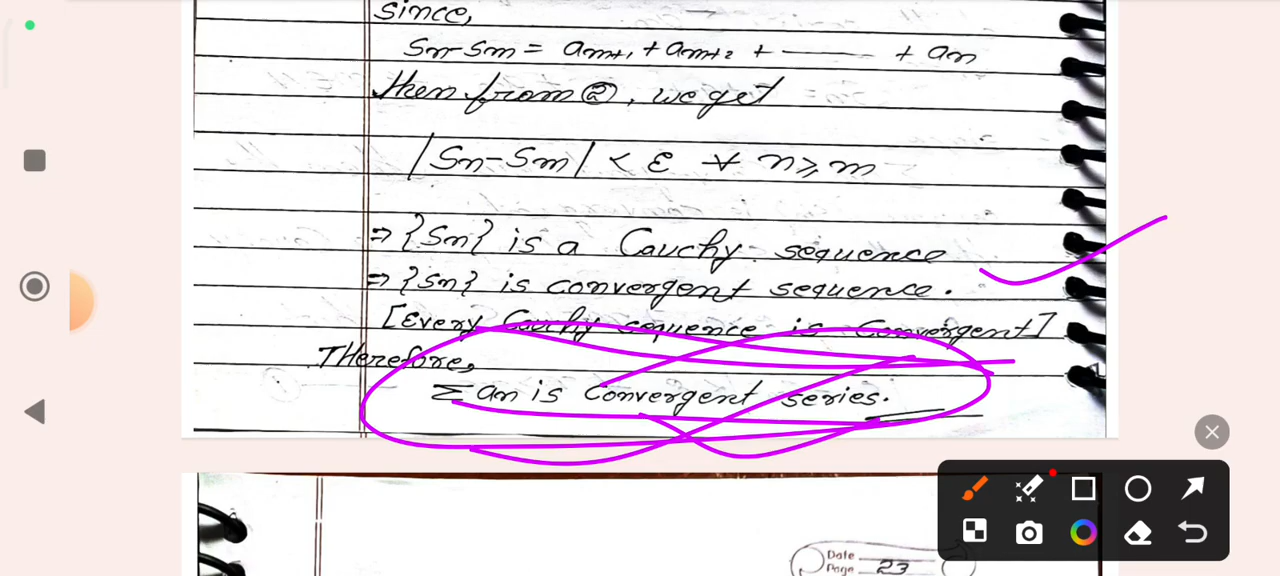 since,
Sn-Sm = am+1 + am+2 + —— + an
then from ②, we get
|Sn-Sm| < ε ∀ n≥m
⇒ {Sn} is a Cauchy sequence
⇒ {Sn} is convergent sequence.
[Every Cauchy sequence is Convergent]
THerefore,
Σ an is Convergent series.
Date
Page 23